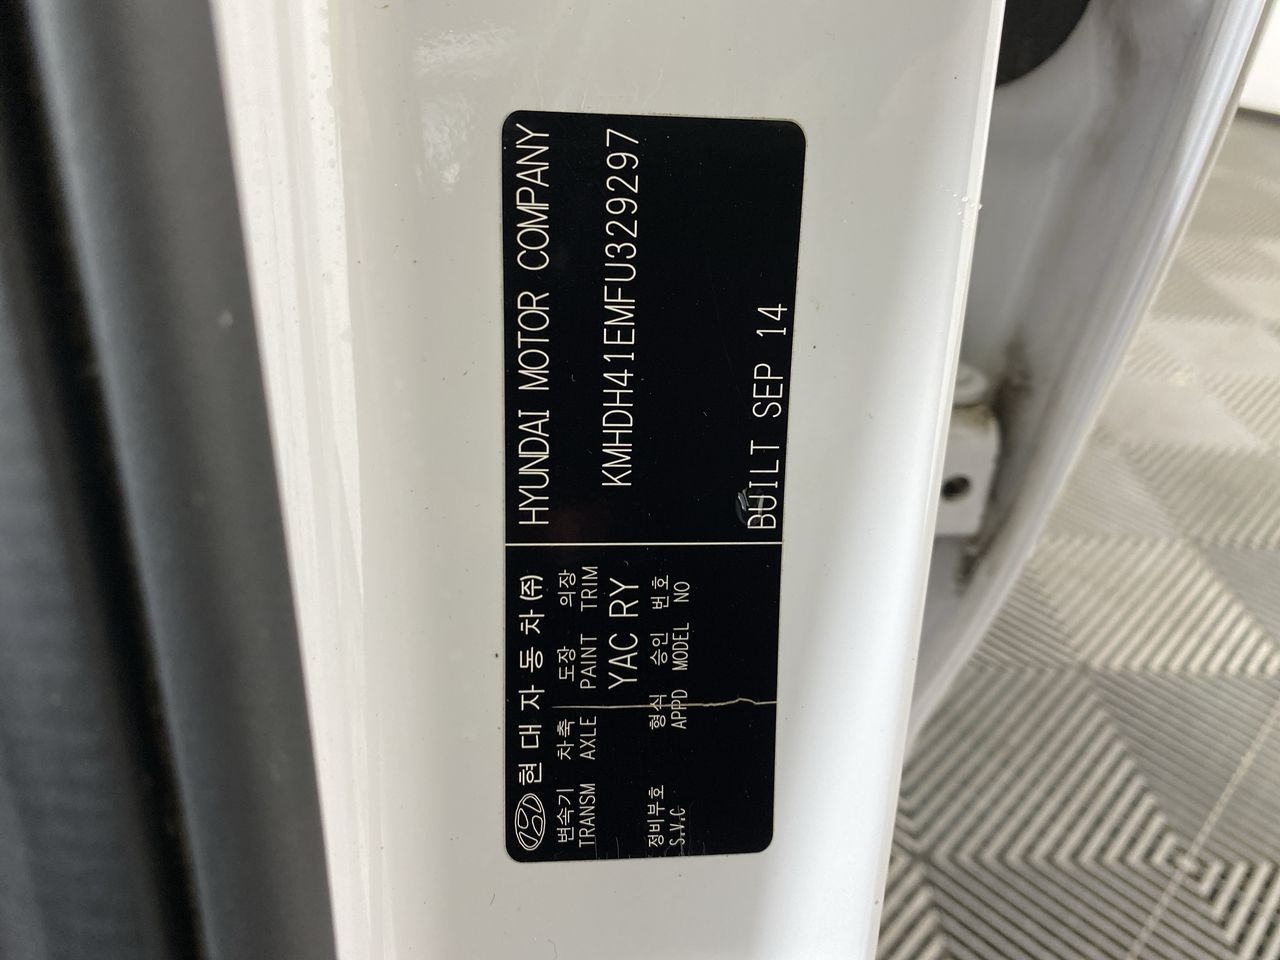 현대자동차(주)
HYUNDAI MOTOR COMPANY
변속기 차축 도장 의장
TRANSM AXLE PAINT TRIM
YAC RY
KMHDH41EMFU329297
정비부호 형식 승인 번호
S.V.C APPD MODEL NO
BUILT SEP 14